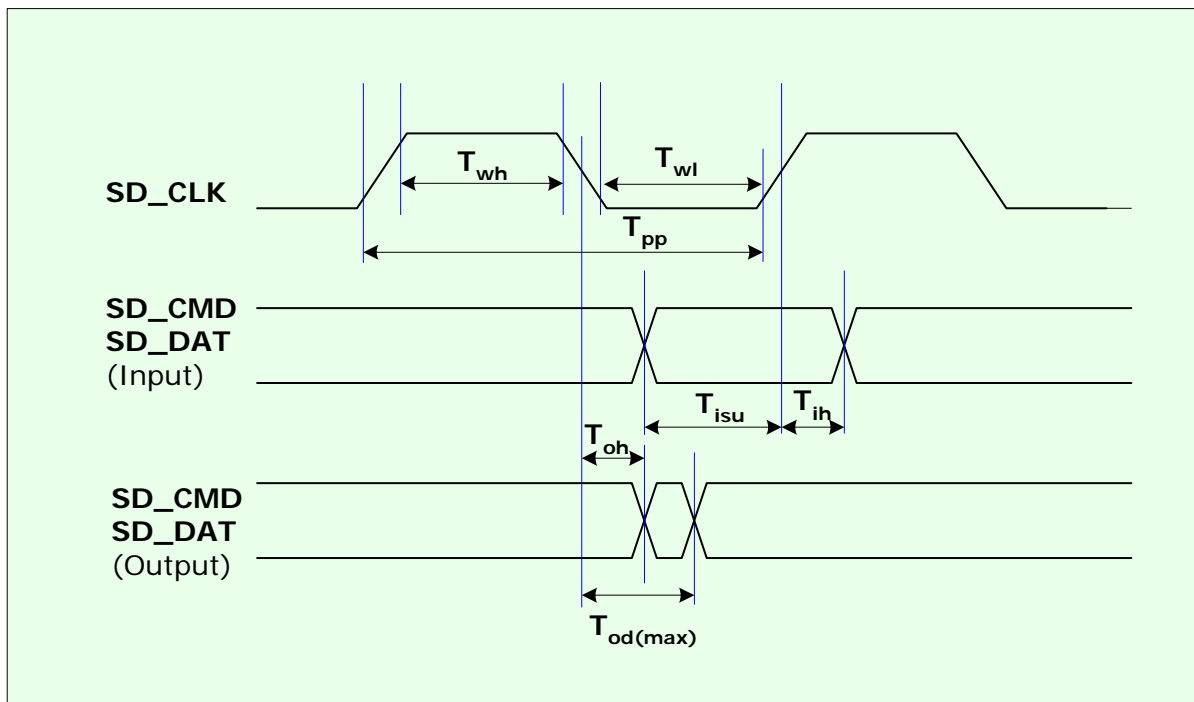 T_wh
T_wl
SD_CLK
T_pp
SD_CMD
SD_DAT
(Input)
T_isu
T_ih
T_oh
SD_CMD
SD_DAT
(Output)
T_od(max)